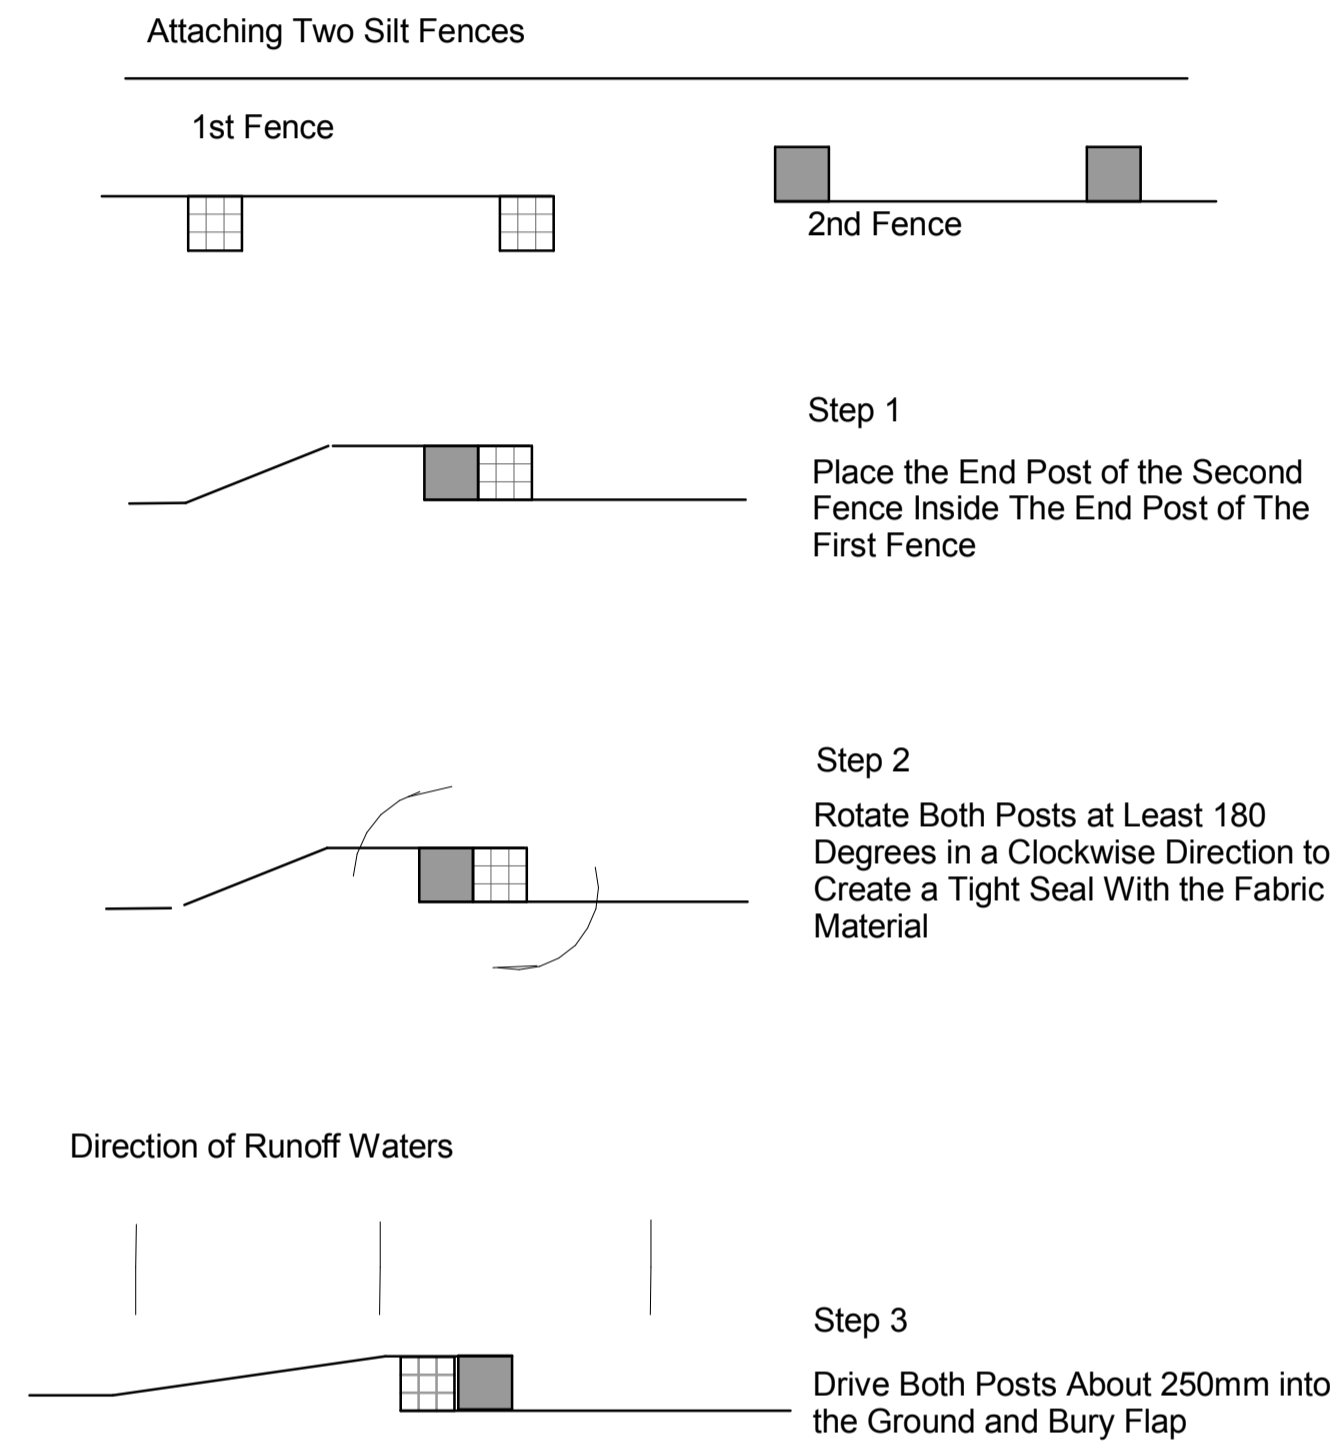 Attaching Two Silt Fences
1st Fence
2nd Fence
Step 1
Place the End Post of the Second
Fence Inside The End Post of The
First Fence
Step 2
Rotate Both Posts at Least 180
Degrees in a Clockwise Direction to
Create a Tight Seal With the Fabric
Material
Direction of Runoff Waters
Step 3
Drive Both Posts About 250mm into
the Ground and Bury Flap